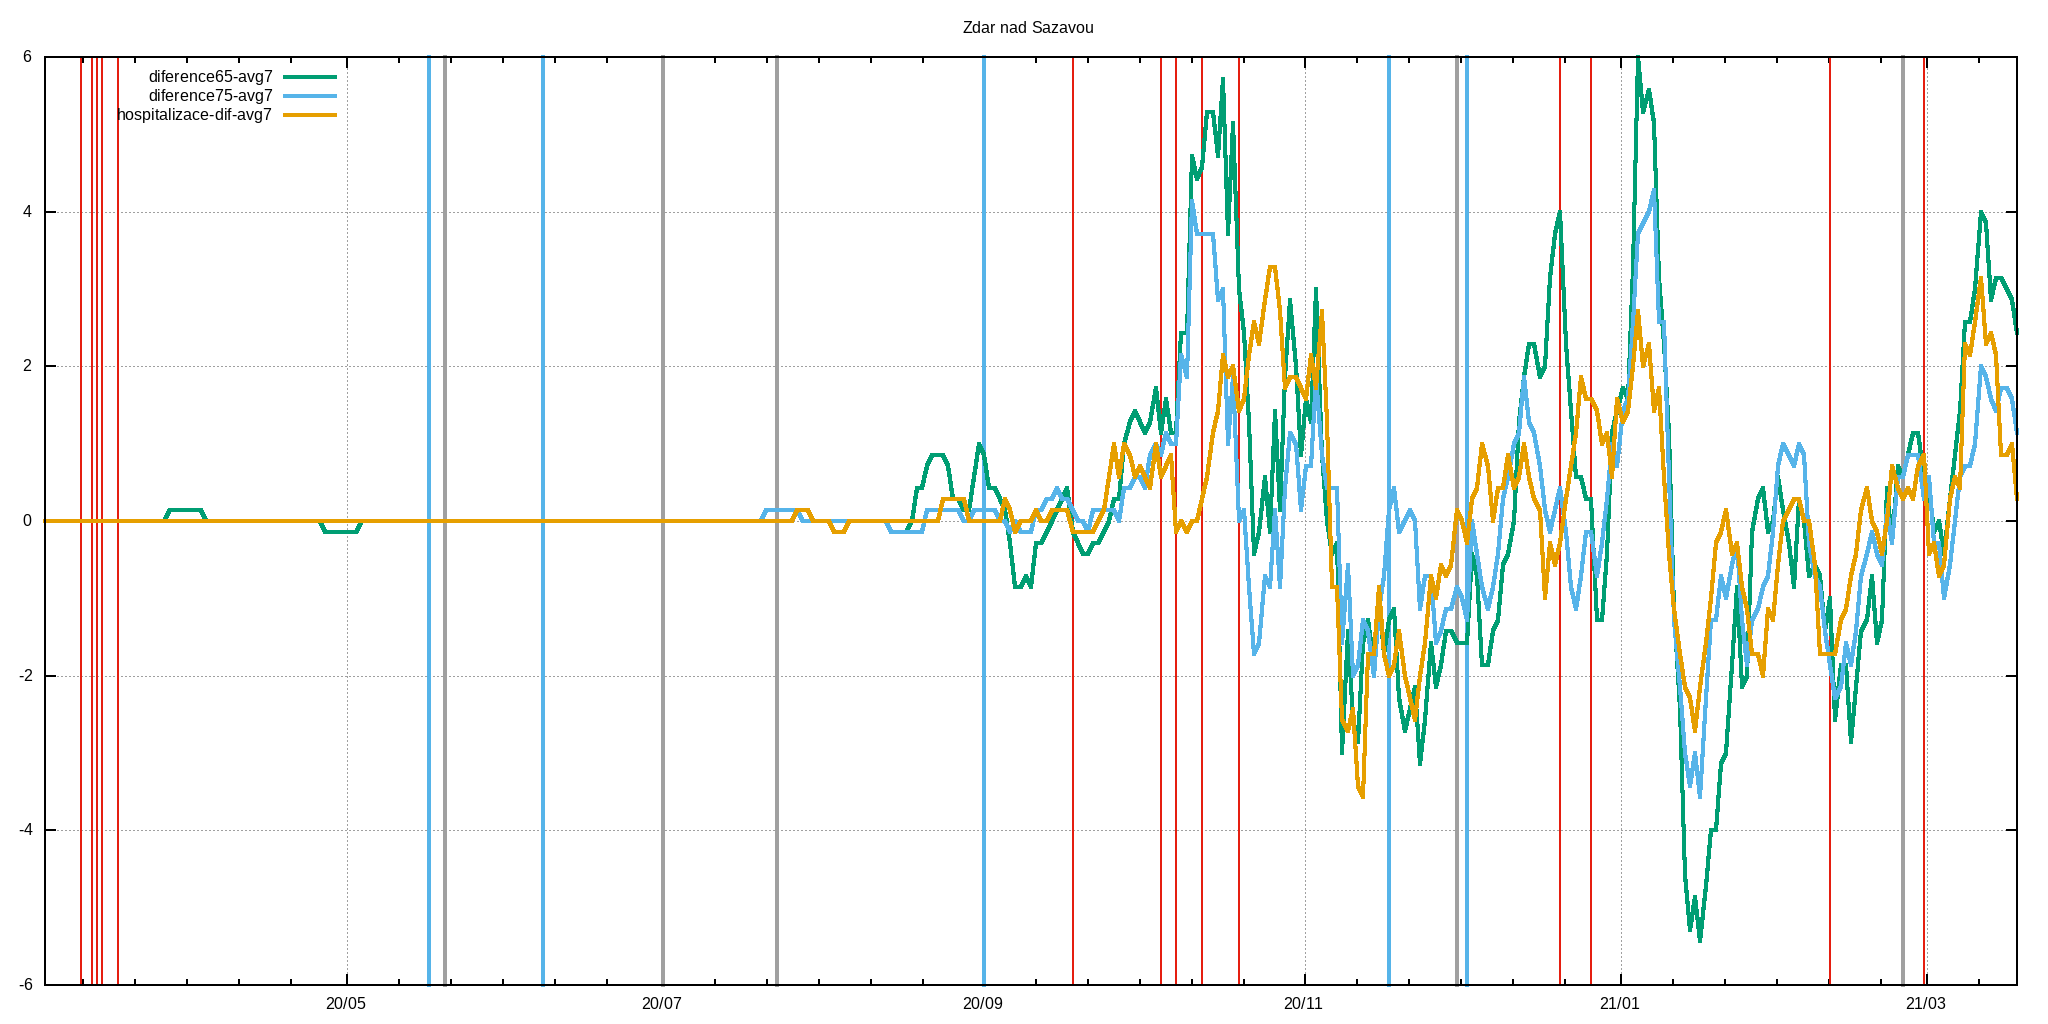 Zdar nad Sazavou
6
diference65-avg7
diference75-avg7
hospitalizace-dif-avg7
4
2
0
-2
-4
-6
20/05 20/07 20/09 20/11 21/01 21/03